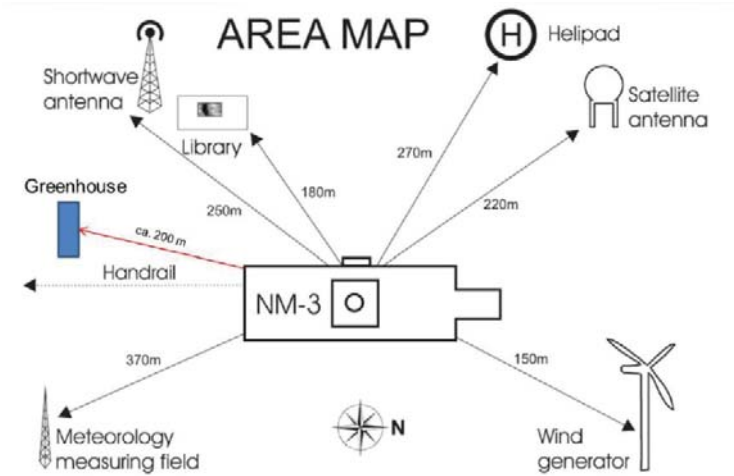 AREA MAP
H
Helipad
Shortwave
antenna
Satellite
antenna
Library
270m
Greenhouse
180m
220m
250m
ca. 200 m
Handrail
NM-3
370m
150m
N
Meteorology
measuring field
Wind
generator